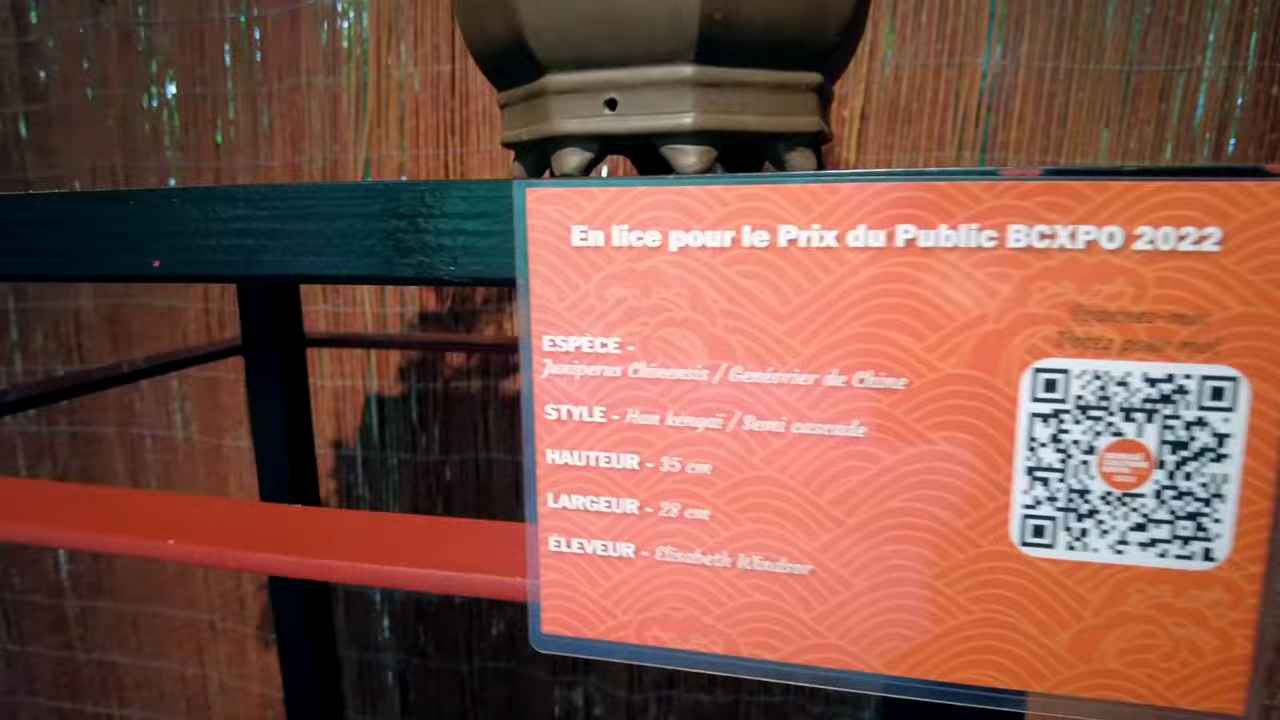 En lice pour le Prix du Public BCXPO 2022
ESPÈCE -
Juniperus Chinensis / Genévrier de Chine
STYLE - Han kengaï / Semi cascade
HAUTEUR - 35 cm
LARGEUR - 28 cm
ÉLEVEUR - Elisabeth Windsor